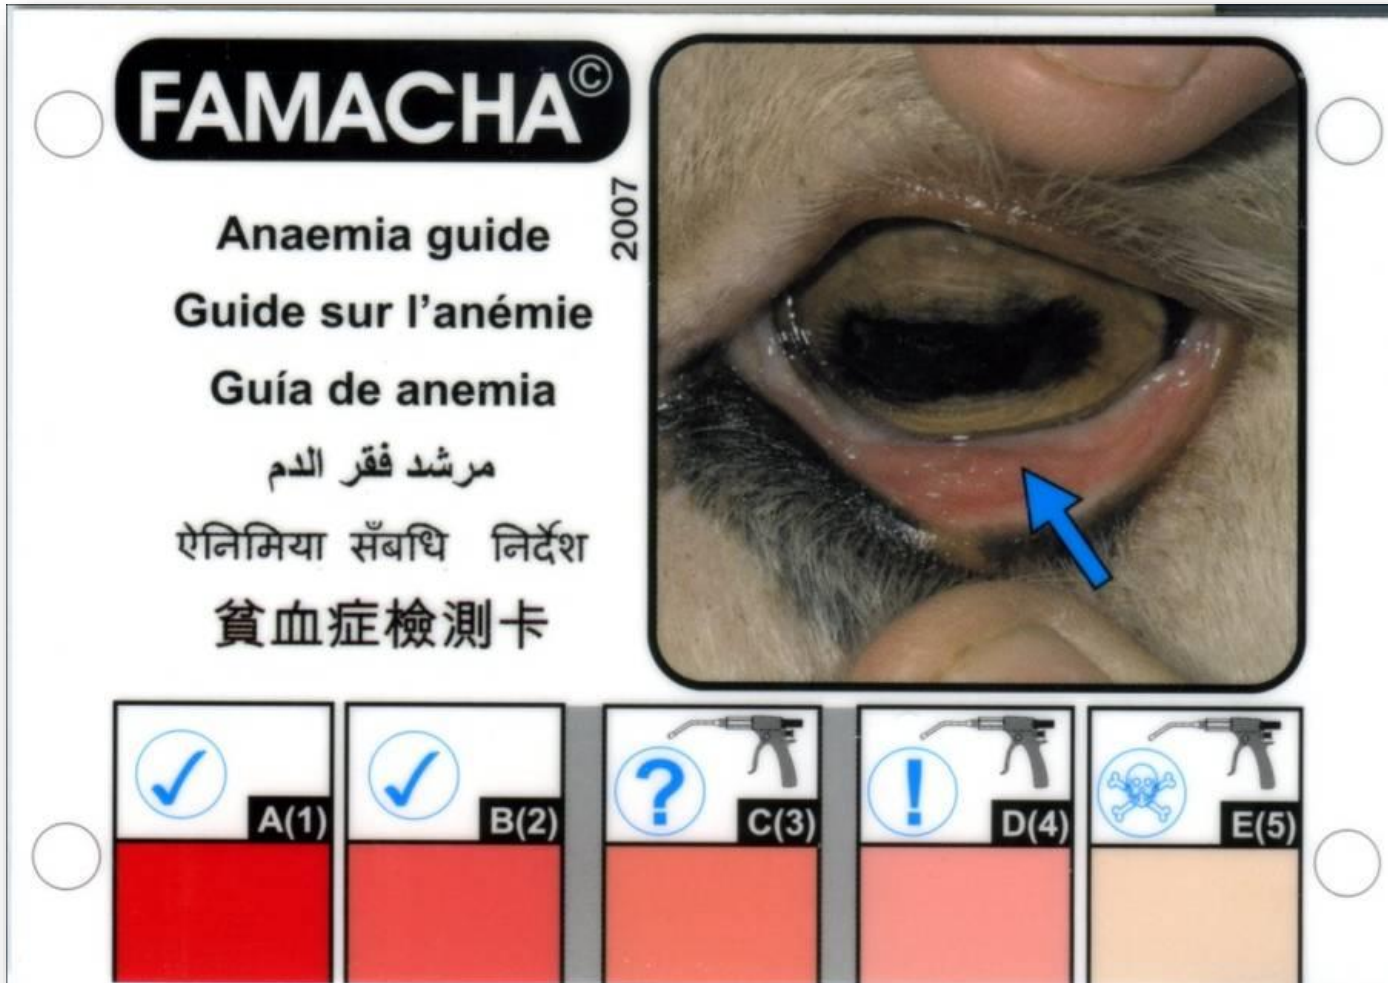 FAMACHA©
2007
Anaemia guide
Guide sur l'anémie
Guía de anemia
مرشد فقر الدم
ऐनिमिया सँबधि निर्देश
貧血症檢測卡
A(1)
B(2)
?
C(3)
!
D(4)
E(5)